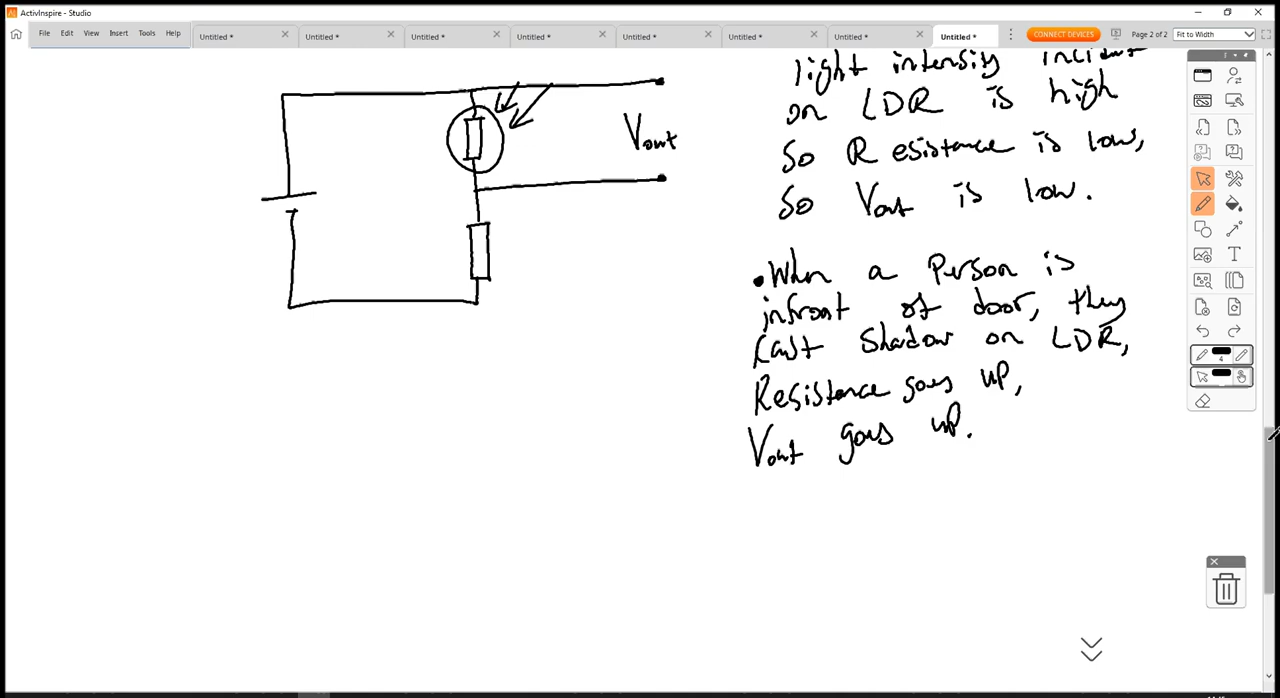 ActivInspire - Studio
File Edit View Insert Tools Help
Untitled * Untitled * Untitled * Untitled * Untitled * Untitled * Untitled * Untitled *
CONNECT DEVICES
Page 2 of 2
Fit to Width
light intensity incident
on LDR is high
So Resistance is low,
So Vout is low.
Vout
•When a Person is
infront of door, they
Cast Shadow on LDR,
Resistance goes up,
Vout goes up.
T
4